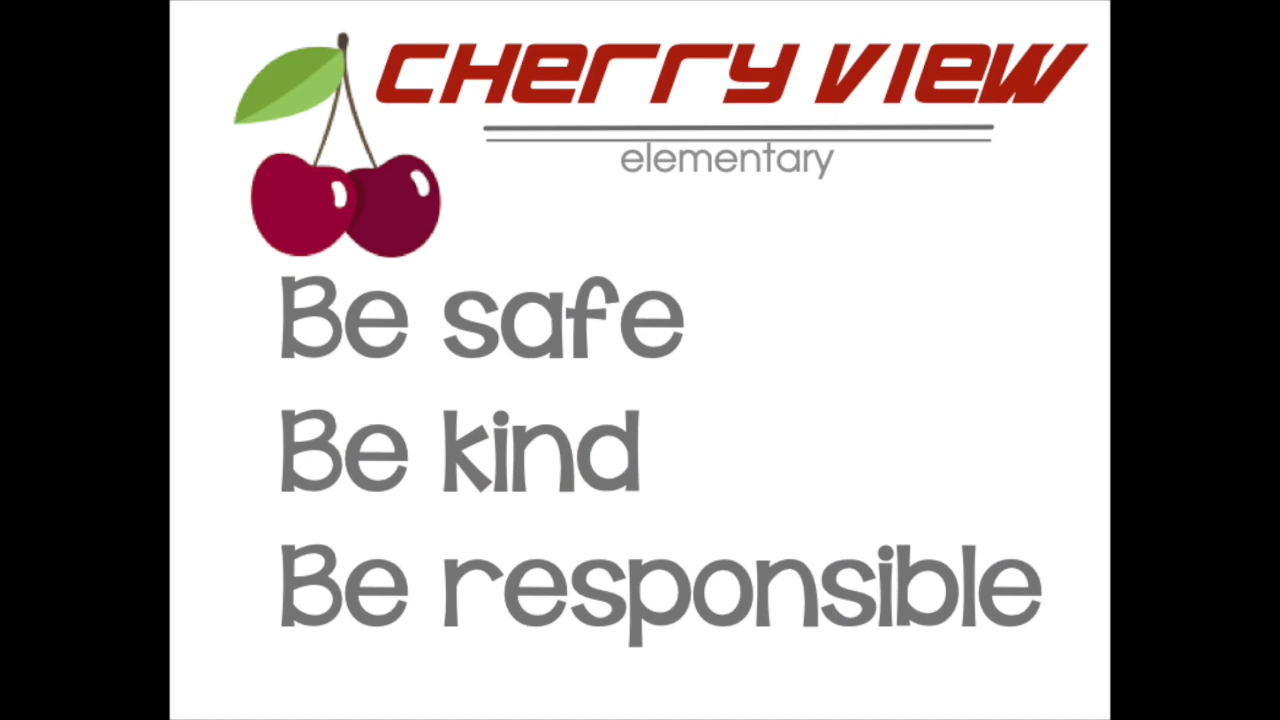 CHerry view
elementary
Be safe
Be kind
Be responsible